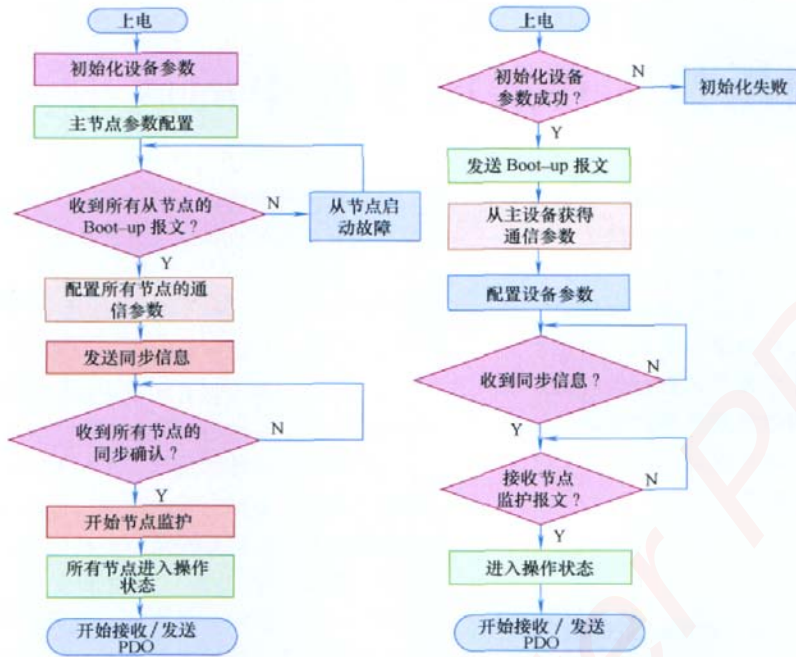 上电
初始化设备参数
主节点参数配置
收到所有从节点的
Boot–up 报文?
N
从节点启
动故障
Y
配置所有节点的通
信参数
发送同步信息
收到所有节点的
同步确认?
N
Y
开始节点监护
所有节点进入操作
状态
开始接收 / 发送
PDO
上电
初始化设备
参数成功?
N
初始化失败
Y
发送 Boot–up 报文
从主设备获得
通信参数
配置设备参数
收到同步信息?
N
Y
接收节点
监护报文?
N
Y
进入操作状态
开始接收 / 发送
PDO
er PD